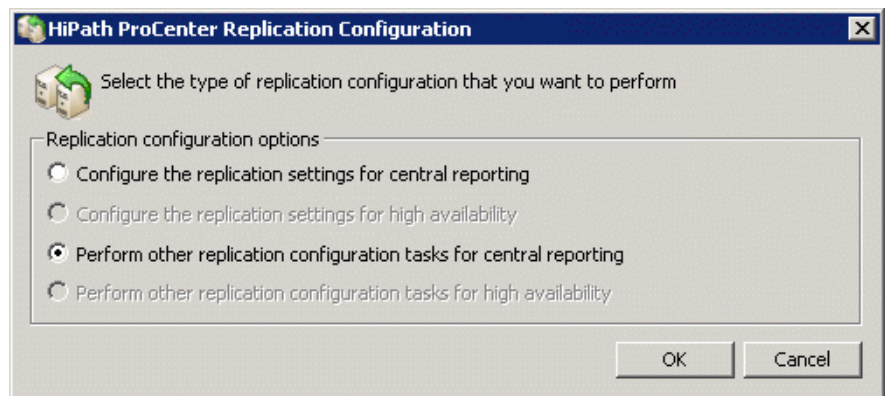 HiPath ProCenter Replication Configuration
Select the type of replication configuration that you want to perform
Replication configuration options
Configure the replication settings for central reporting
Configure the replication settings for high availability
Perform other replication configuration tasks for central reporting
Perform other replication configuration tasks for high availability
OK Cancel